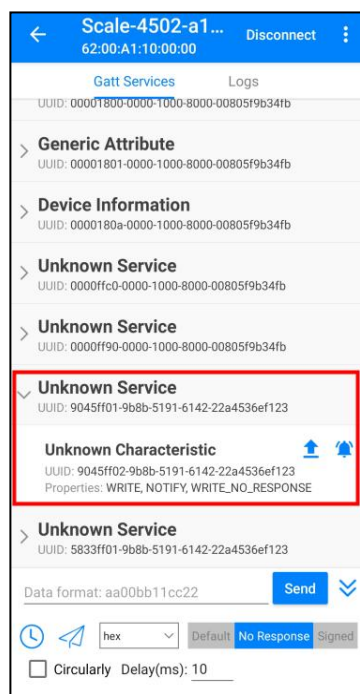 Scale-4502-a1...
Disconnect
62:00:A1:10:00:00
Gatt Services
Logs
UUID: 00001800-0000-1000-8000-00805f9b34fb
Generic Attribute
UUID: 00001801-0000-1000-8000-00805f9b34fb
Device Information
UUID: 0000180a-0000-1000-8000-00805f9b34fb
Unknown Service
UUID: 0000ffc0-0000-1000-8000-00805f9b34fb
Unknown Service
UUID: 0000ff90-0000-1000-8000-00805f9b34fb
Unknown Service
UUID: 9045ff01-9b8b-5191-6142-22a4536ef123
Unknown Characteristic
UUID: 9045ff02-9b8b-5191-6142-22a4536ef123
Properties: WRITE, NOTIFY, WRITE_NO_RESPONSE
Unknown Service
UUID: 5833ff01-9b8b-5191-6142-22a4536ef123
Data format: aa00bb11cc22
Send
hex
Default
No Response
Signed
Circularly Delay(ms): 10